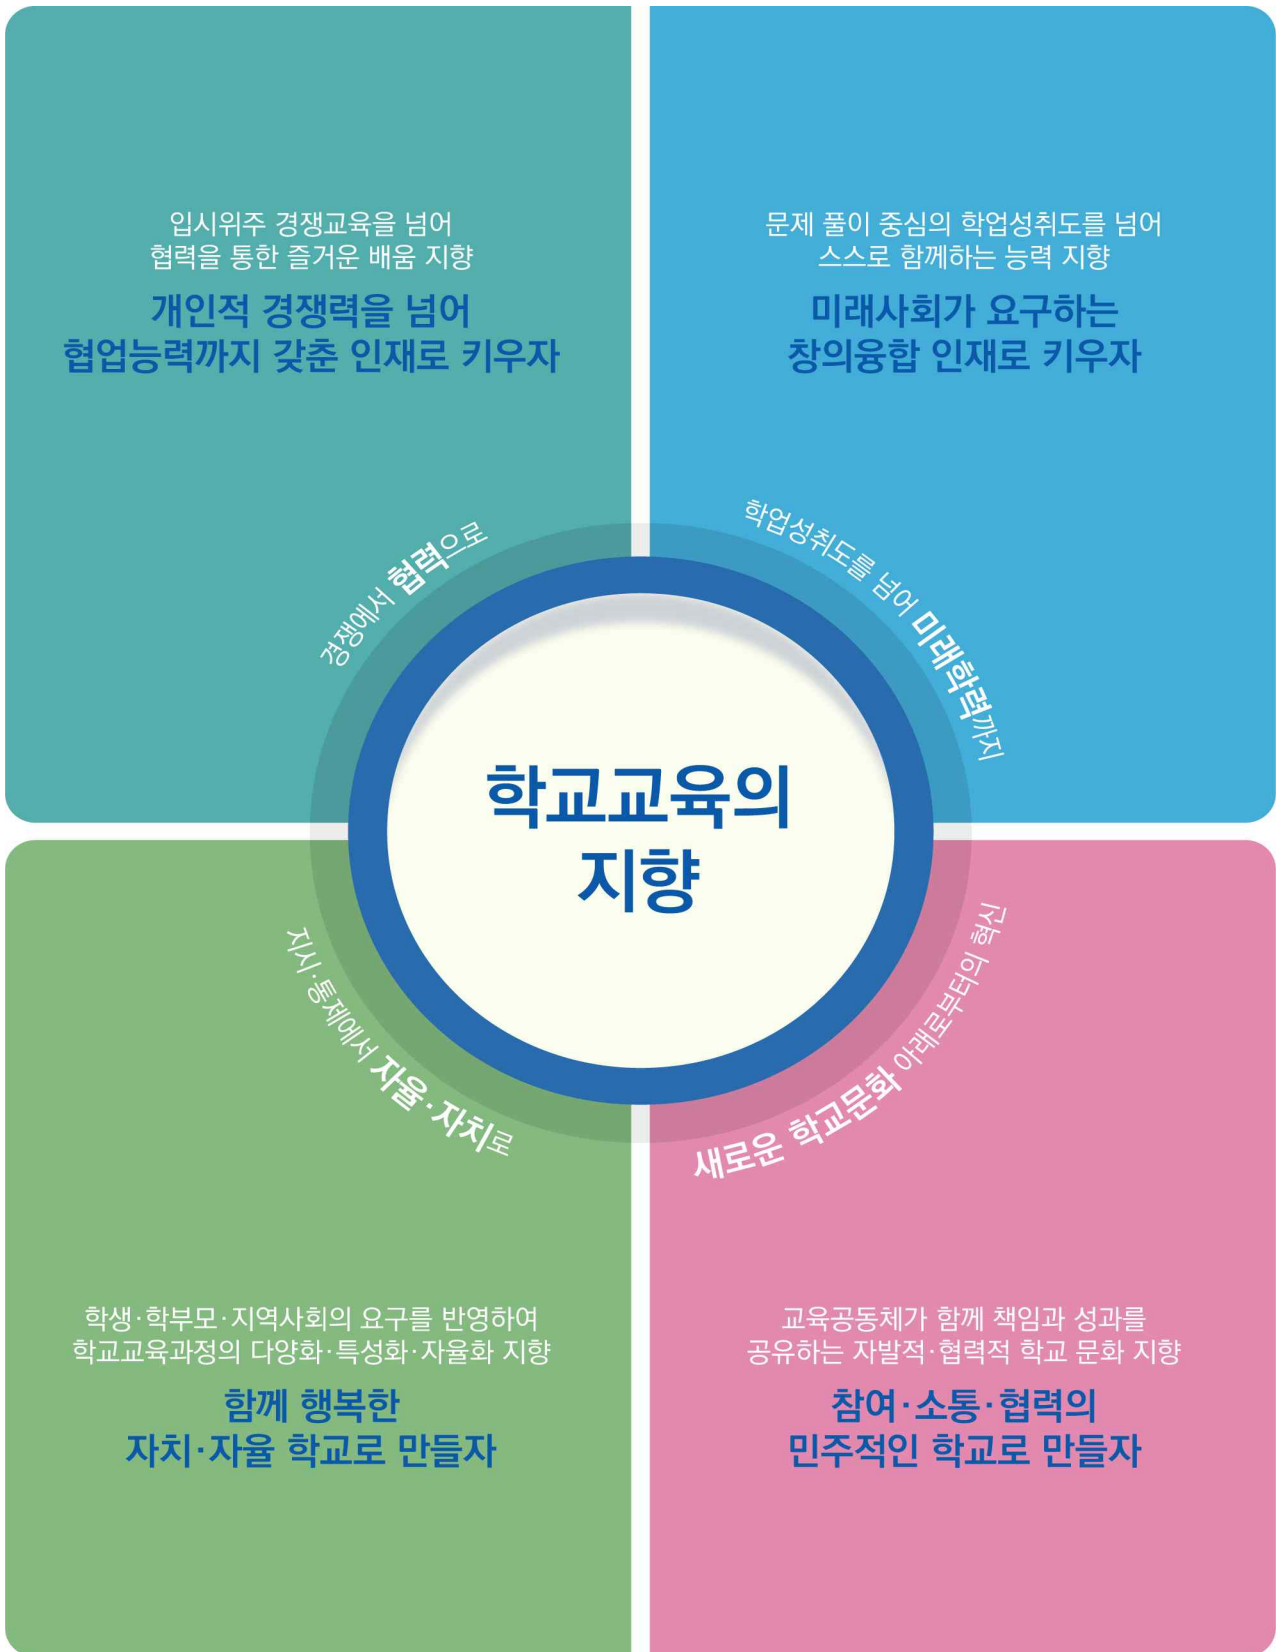 입시위주 경쟁교육을 넘어
협력을 통한 즐거운 배움 지향
개인적 경쟁력을 넘어
협업능력까지 갖춘 인재로 키우자
경쟁에서 협력으로
문제 풀이 중심의 학업성취도를 넘어
스스로 함께하는 능력 지향
미래사회가 요구하는
창의융합 인재로 키우자
학업성취도를 넘어 미래학력까지
학교교육의
지향
지시·통제에서 자율·자치로
학생·학부모·지역사회의 요구를 반영하여
학교교육과정의 다양화·특성화·자율화 지향
함께 행복한
자치·자율 학교로 만들자
새로운 학교문화 아래로부터의 혁신
교육공동체가 함께 책임과 성과를
공유하는 자발적·협력적 학교 문화 지향
참여·소통·협력의
민주적인 학교로 만들자